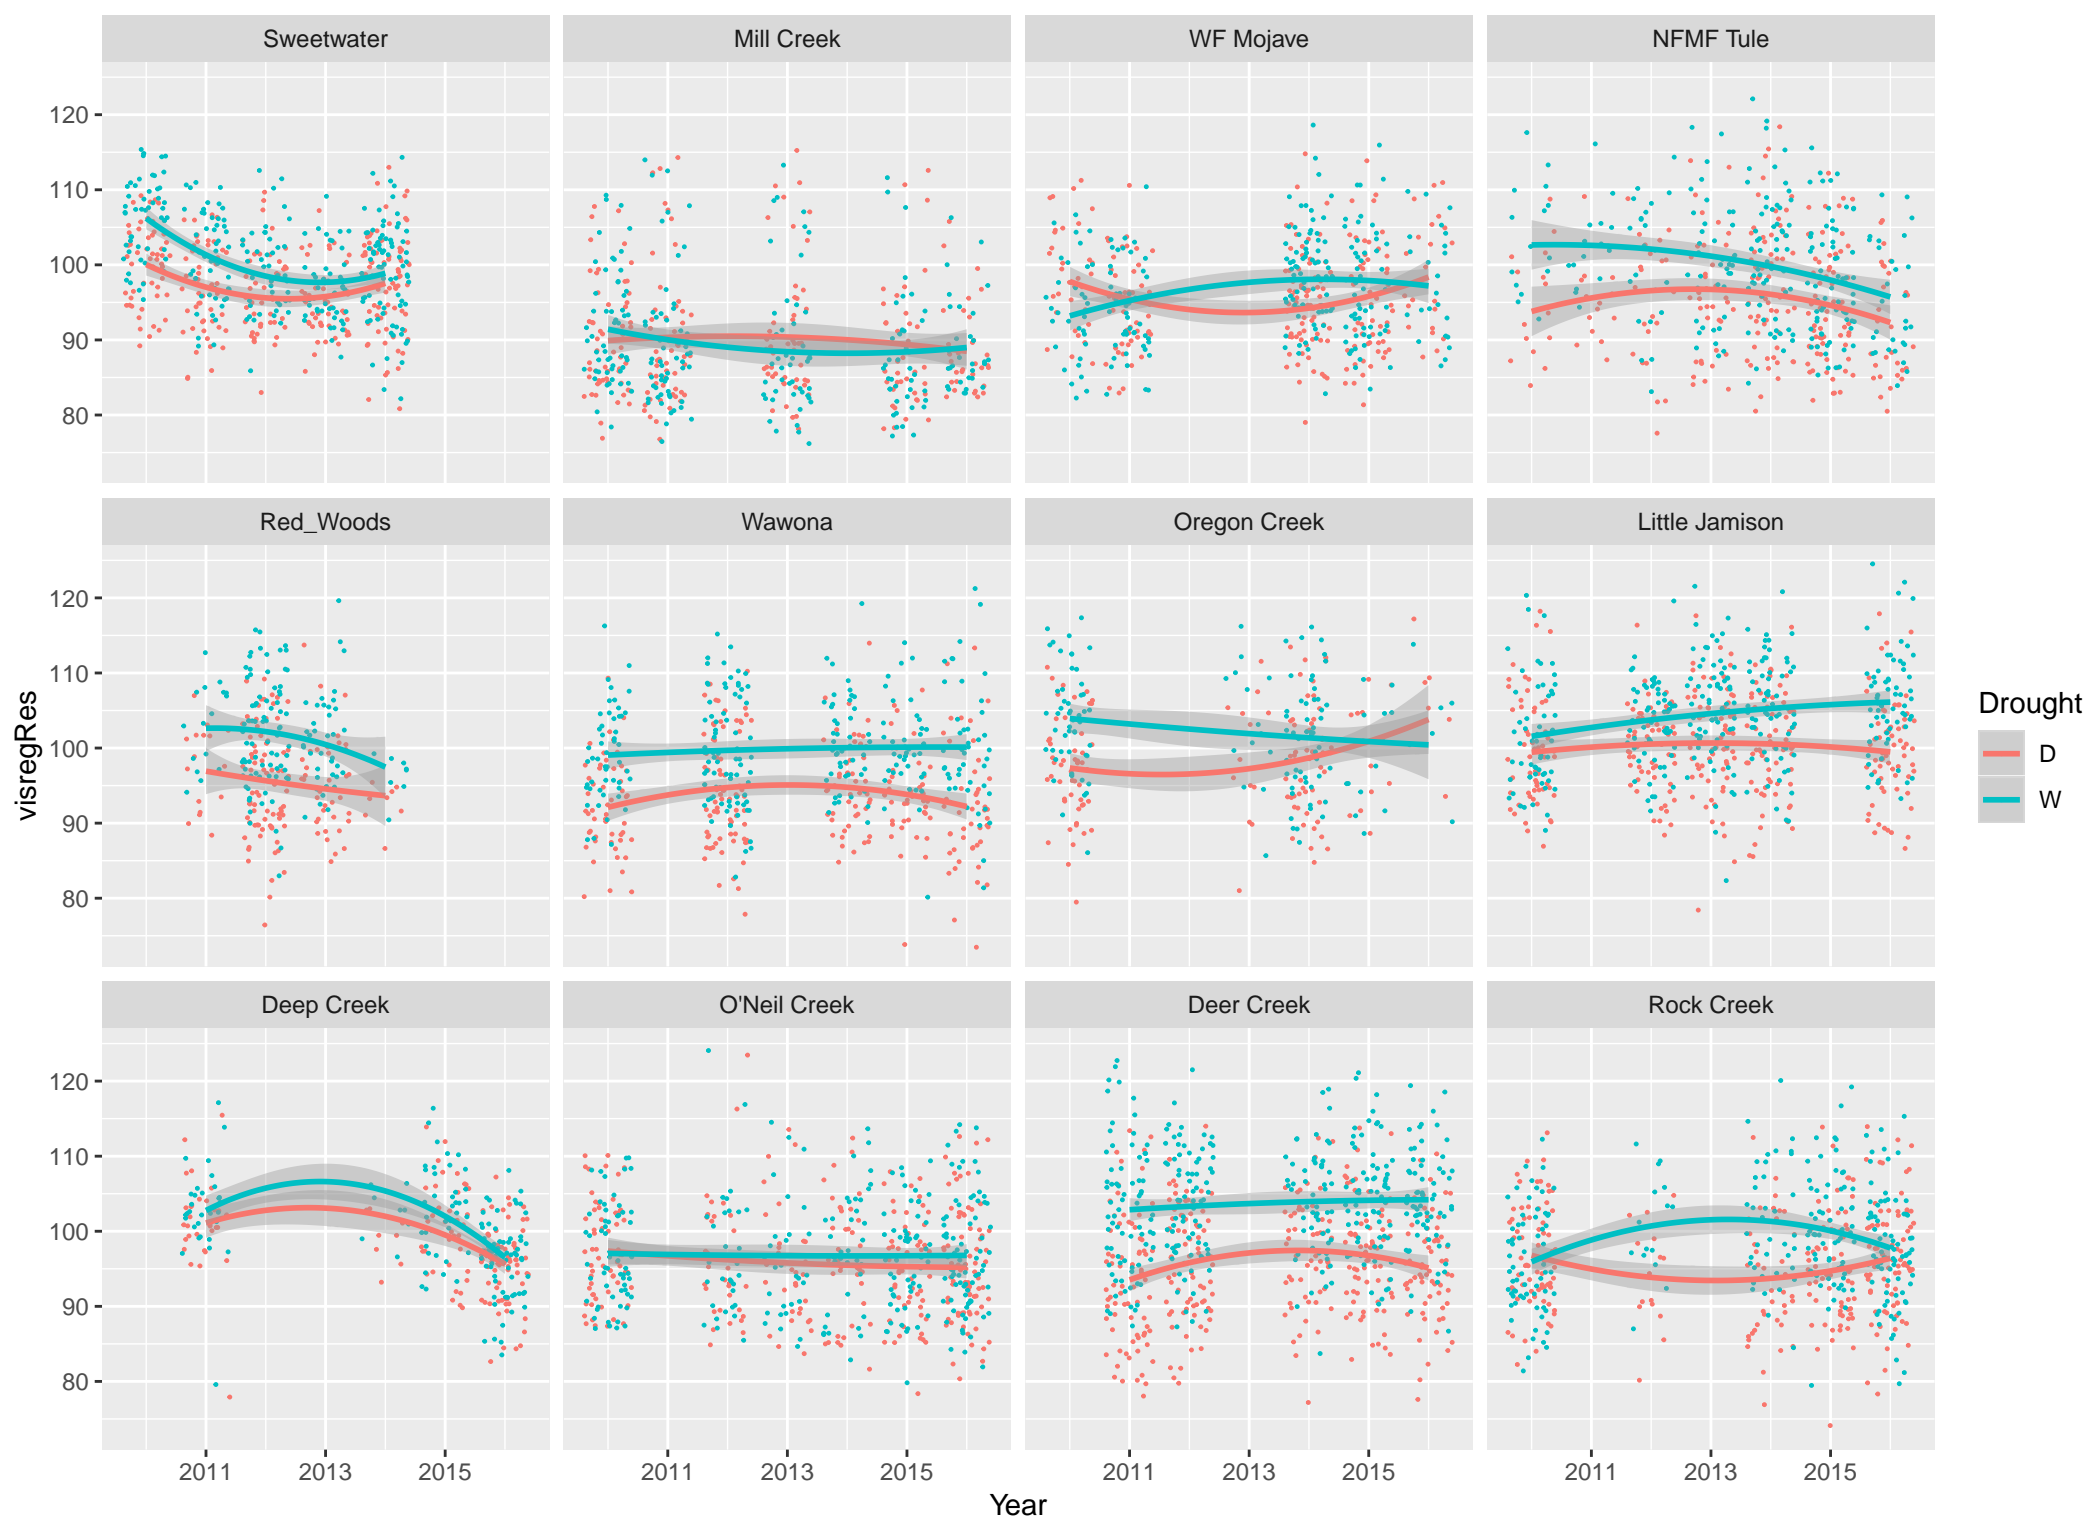 Sweetwater Mill Creek WF Mojave NFMF Tule
120
110
100
90
80
Red_Woods Wawona Oregon Creek Little Jamison
120
110
100
90
80
Deep Creek O'Neil Creek Deer Creek Rock Creek
120
110
100
90
80
2011 2013 2015 2011 2013 2015 2011 2013 2015 2011 2013 2015
Year
visregRes
Drought
D
W